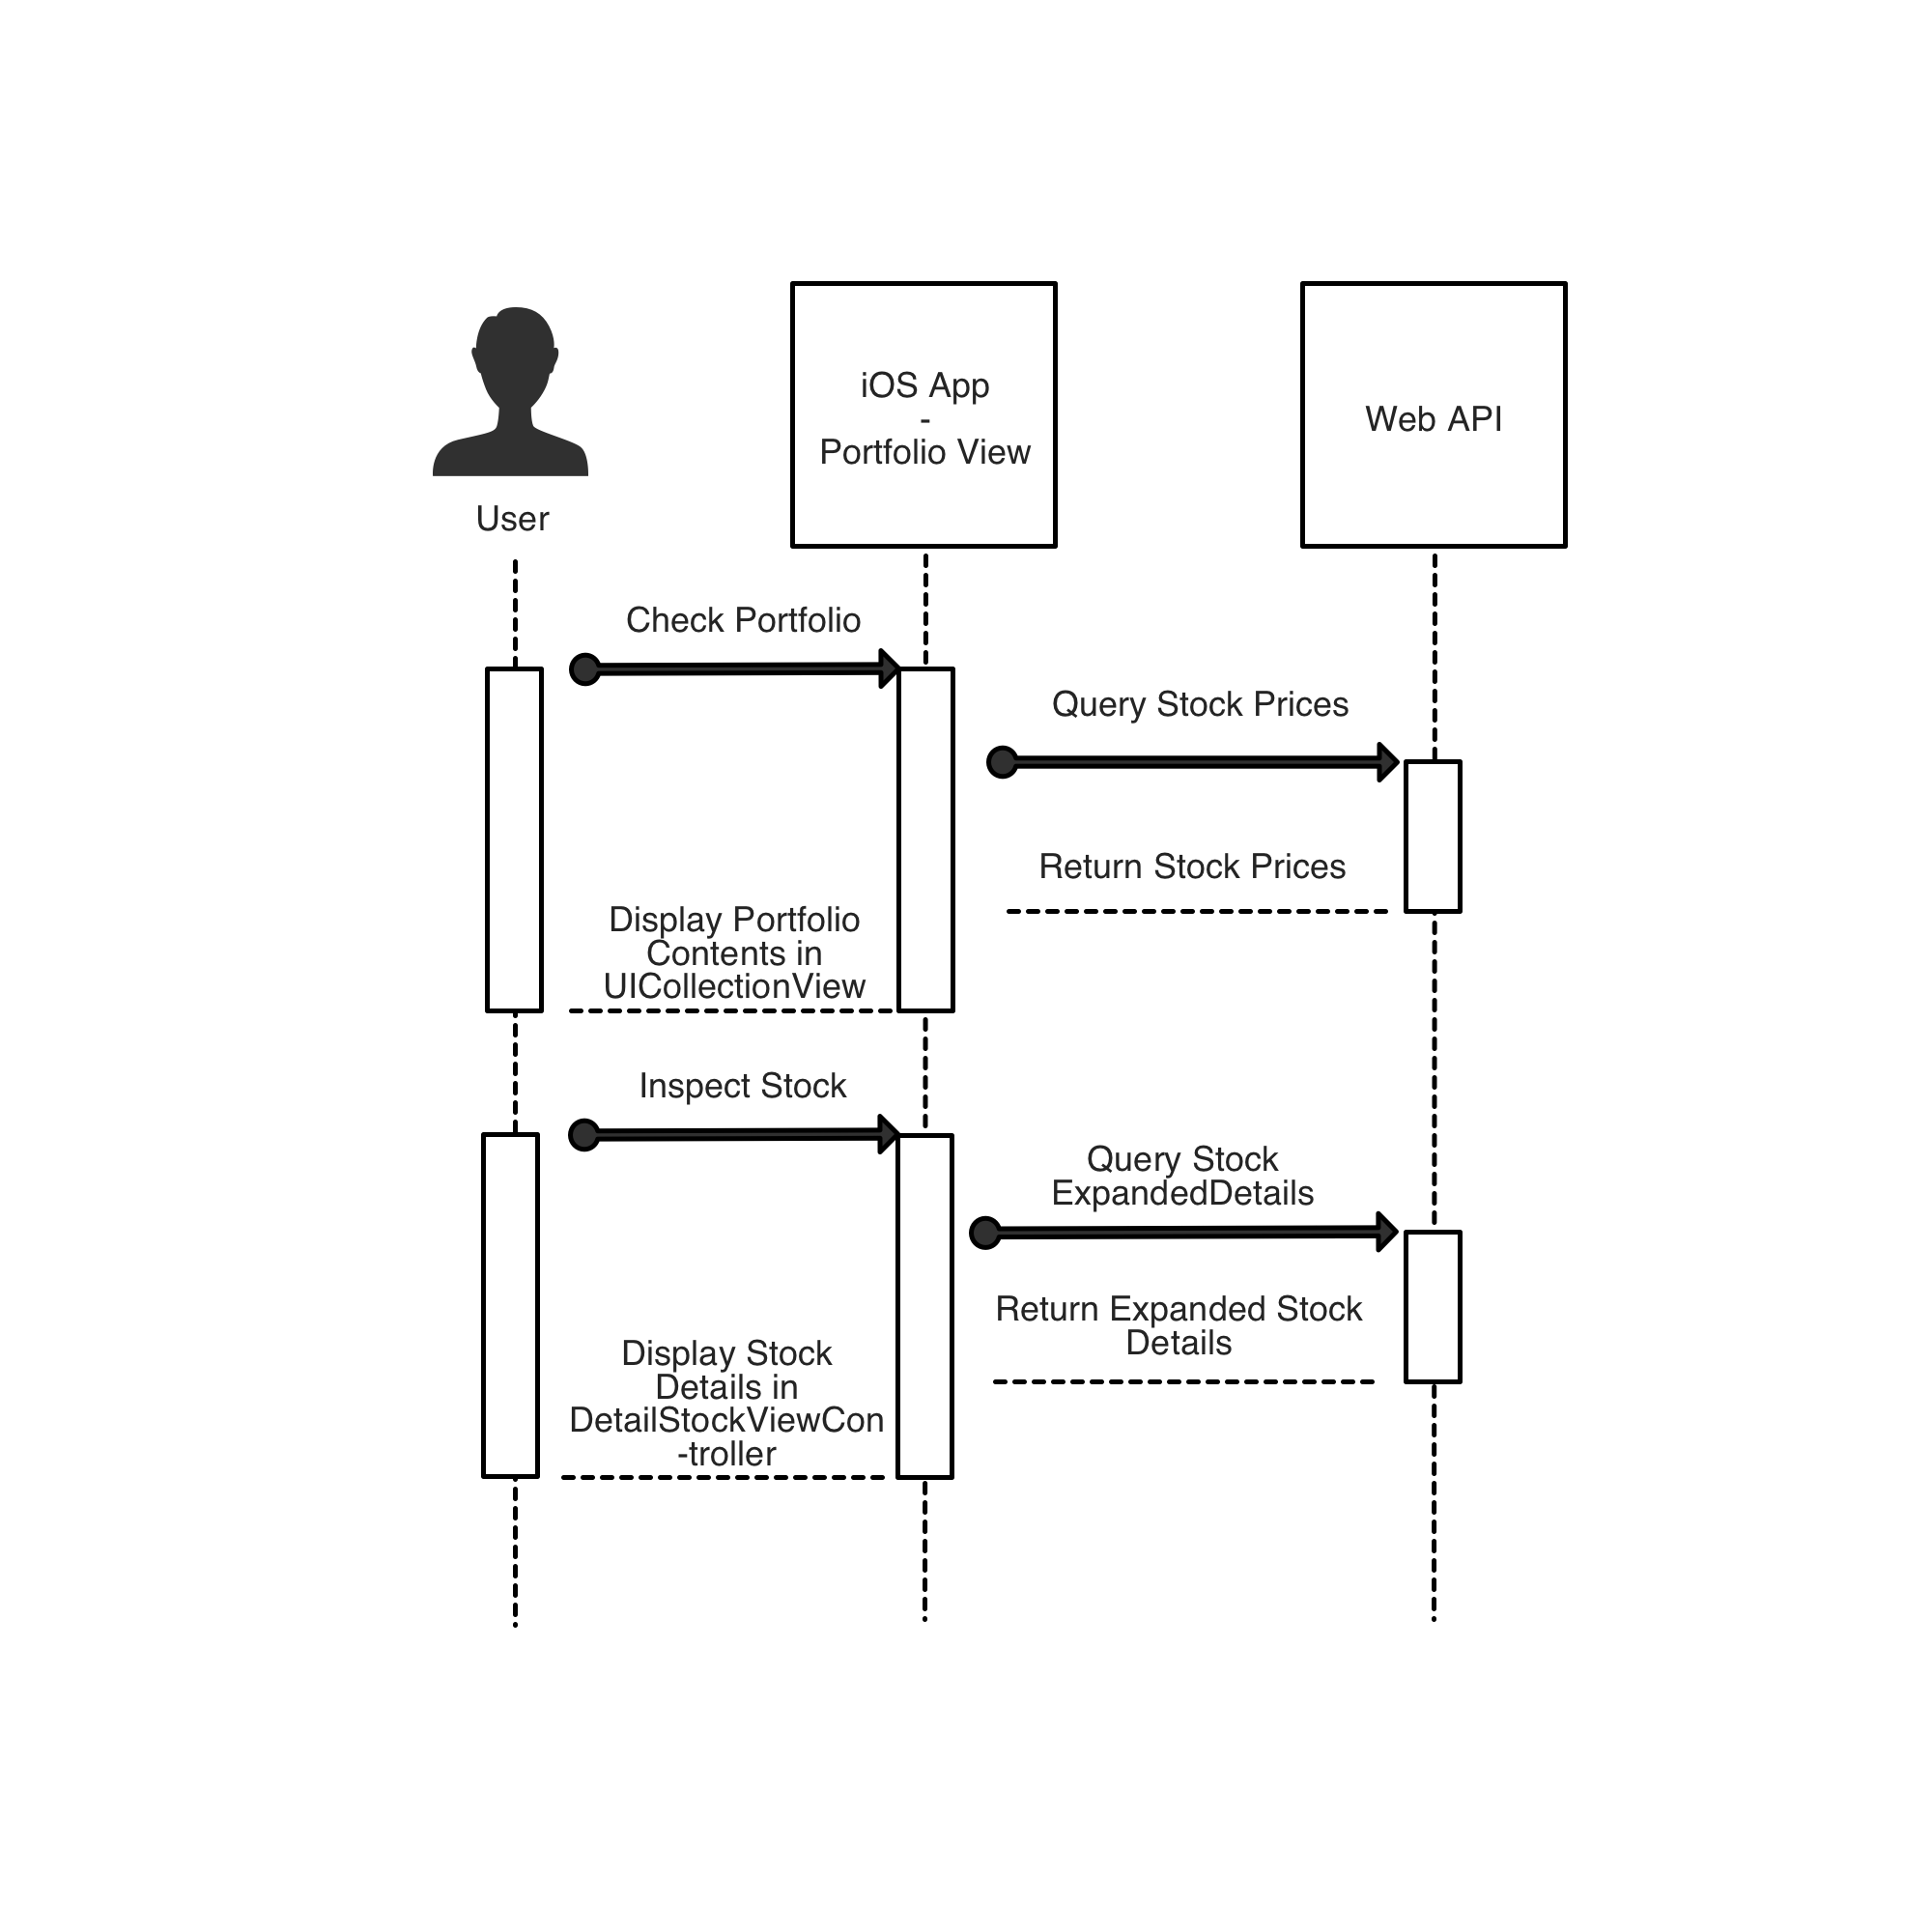 iOS App
-
Portfolio View
Web API
User
Check Portfolio
Query Stock Prices
Return Stock Prices
Display Portfolio
Contents in
UICollectionView
Inspect Stock
Query Stock
ExpandedDetails
Return Expanded Stock
Details
Display Stock
Details in
DetailStockViewCon
-troller